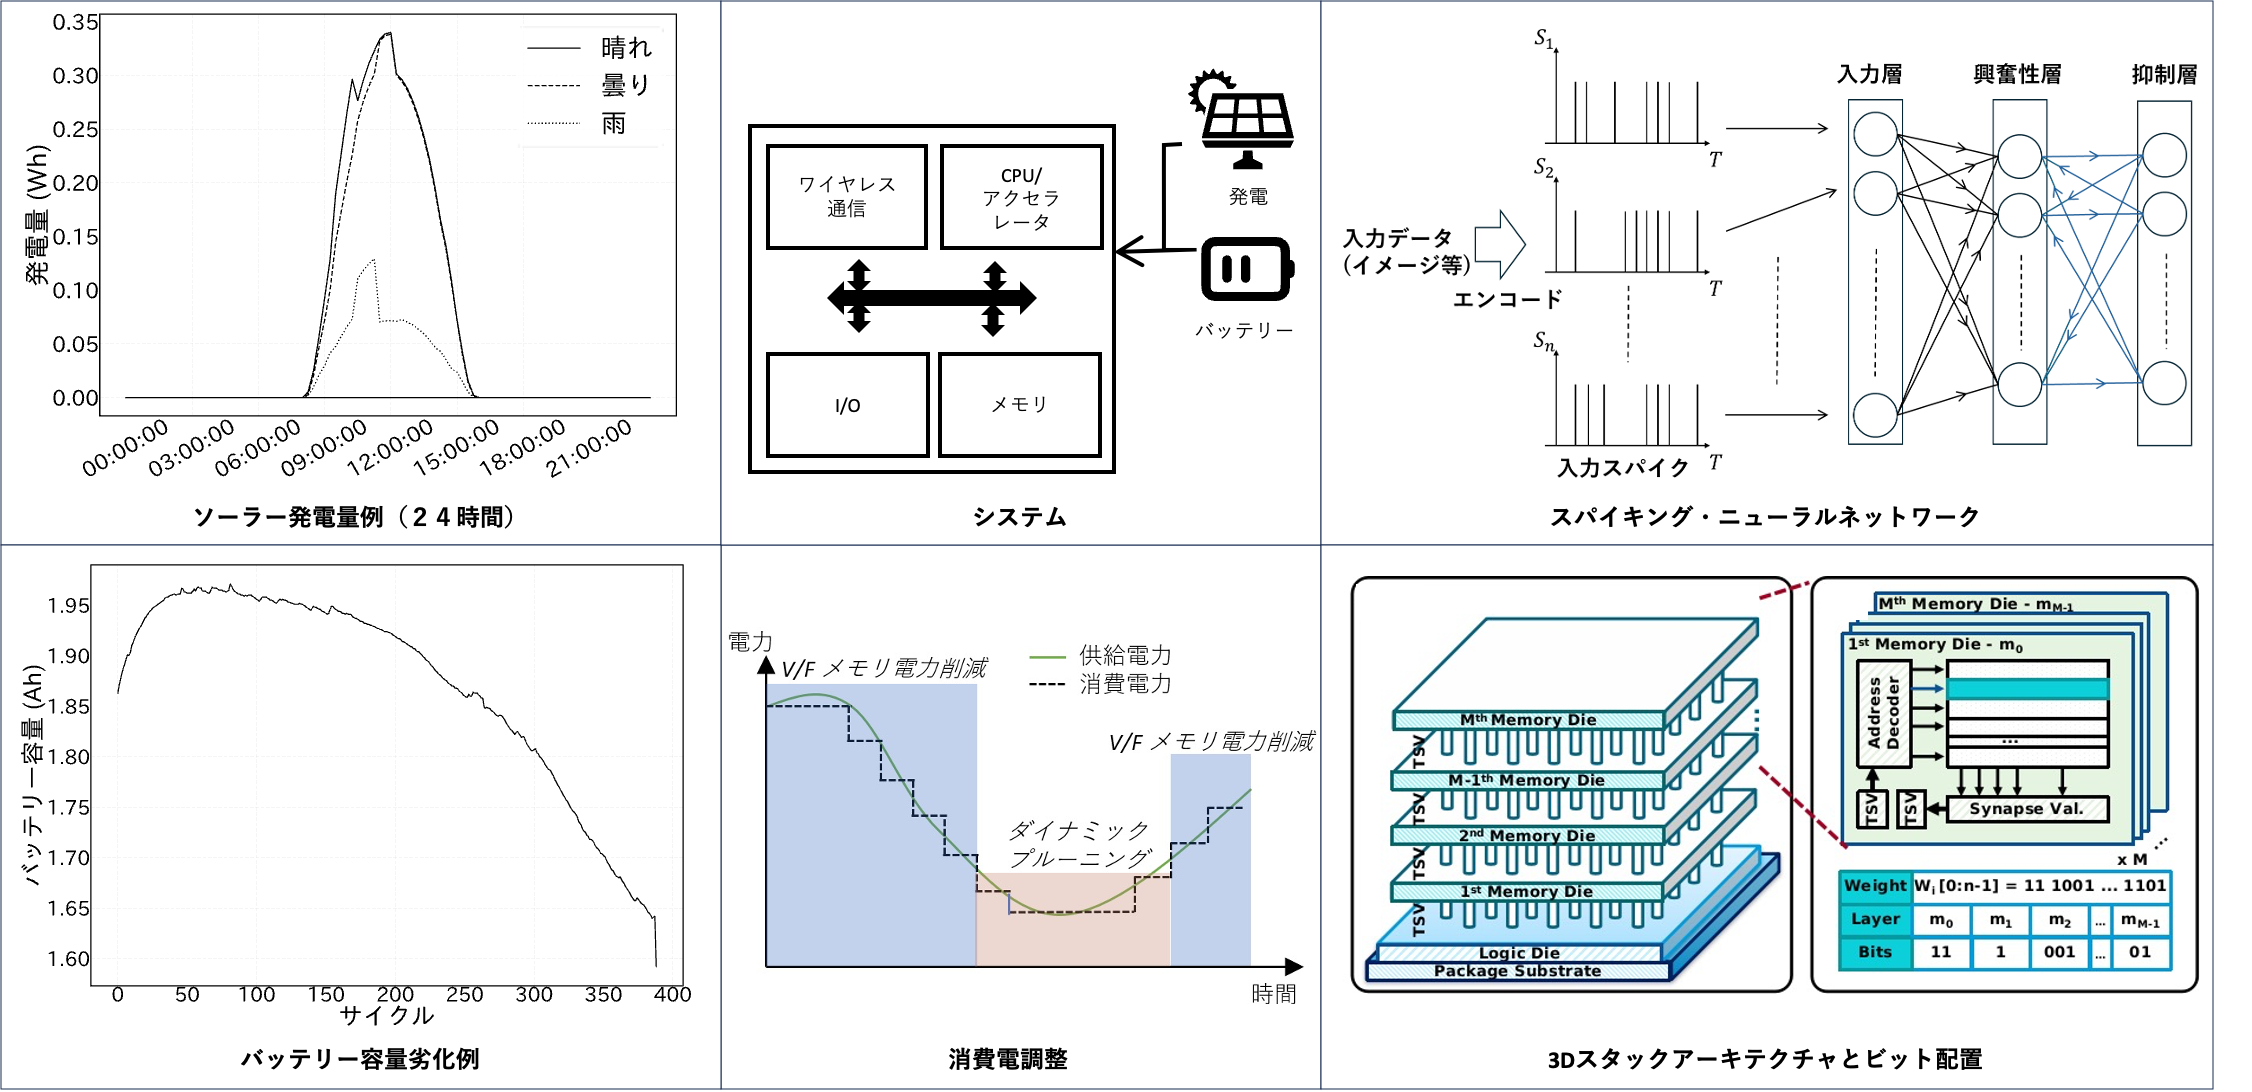 0.35
0.30
0.25
0.20
0.15
0.10
0.05
0.00
発電量 (Wh)
晴れ
曇り
雨
00:00:00
03:00:00
06:00:00
09:00:00
12:00:00
15:00:00
18:00:00
21:00:00
ソーラー発電量例（２４時間）
ワイヤレス
通信
CPU/
アクセラ
レータ
I/O
メモリ
発電
バッテリー
システム
入力データ
（イメージ等）
エンコード
S1
T
S2
T
Sn
T
入力スパイク
入力層
興奮性層
抑制層
スパイキング・ニューラルネットワーク
1.95
1.90
1.85
1.80
1.75
1.70
1.65
1.60
バッテリー容量 (Ah)
0 50 100 150 200 250 300 350 400
サイクル
バッテリー容量劣化例
電力
V/F メモリ電力削減
供給電力
消費電力
V/F メモリ電力削減
ダイナミック
プルーニング
時間
消費電調整
Mth Memory Die
TSV
M-1th Memory Die
TSV
2nd Memory Die
TSV
1st Memory Die
TSV
Logic Die
Package Substrate
Mth Memory Die - mM-1
1st Memory Die - m0
Address
Decoder
...
TSV
TSV
Synapse Val.
...
x M
Weight Wi [0:n-1] = 11 1001 ... 1101
Layer m0 m1 m2 ... mM-1
Bits 11 1 001 ... 01
3Dスタックアーキテクチャとビット配置